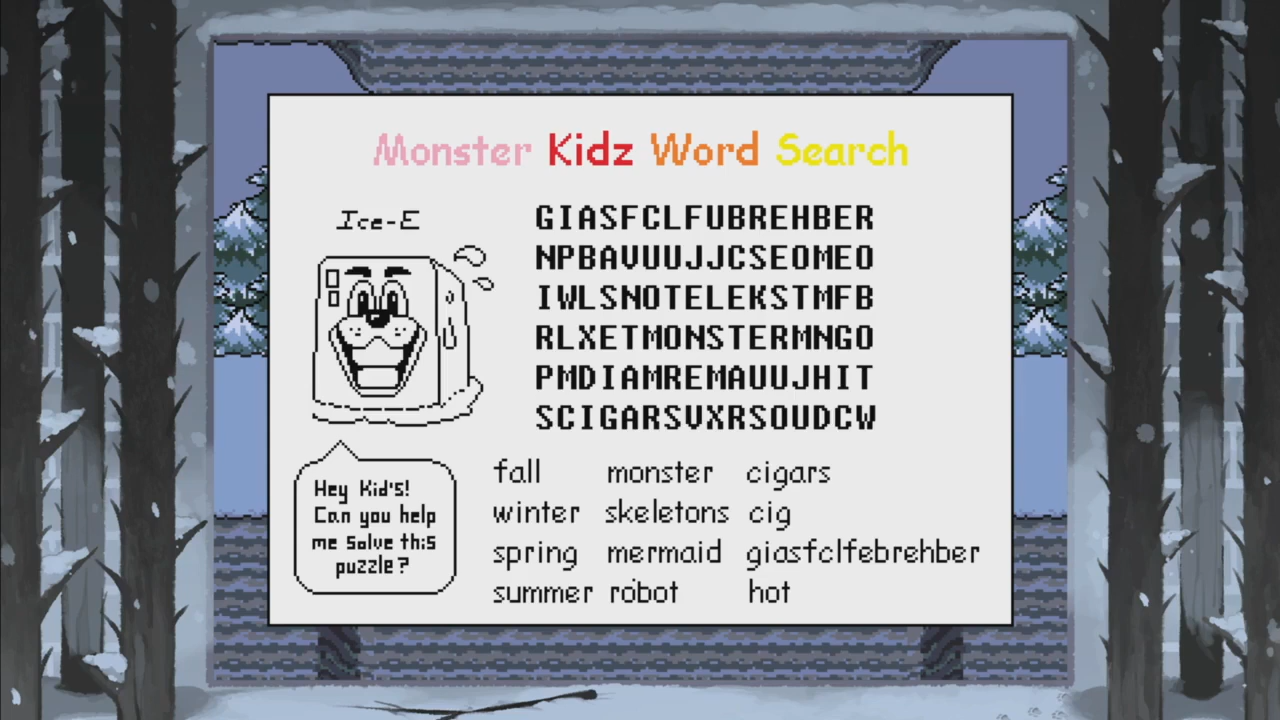 Monster Kidz Word Search
Ice-E
GIASFCLFUBREHBER
NPBAVUUJJCSEOMEO
IWLSNOTELEKSTMFB
RLXETMONSTERMNGO
PMDIAMREMAUUJHIT
SCIGARSVXRSOUDCW
Hey Kid's!
Can you help
me solve this
puzzle?
fall monster cigars
winter skeletons cig
spring mermaid giasfclfebrehber
summer robot hot